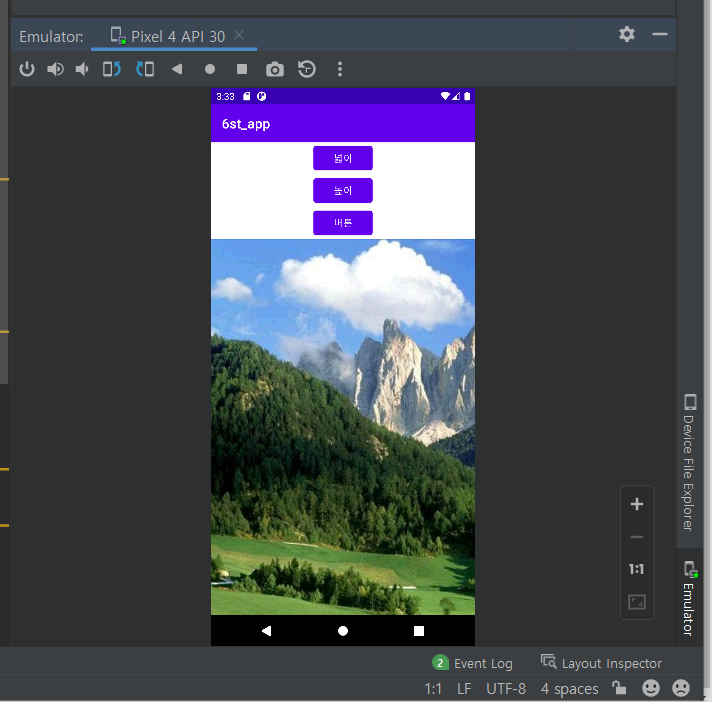 Emulator: Pixel 4 API 30
3:33
6st_app
넓이
높이
버튼
1:1
Device File Explorer
Emulator
2 Event Log Layout Inspector
1:1 LF UTF-8 4 spaces